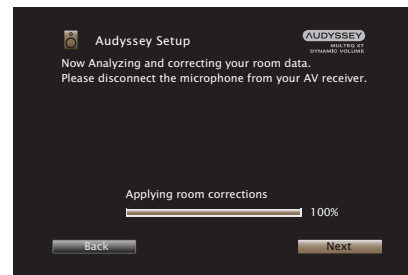 Audyssey Setup
AUDYSSEY
MULTEQ XT
DYNAMIC VOLUME
Now Analyzing and correcting your room data.
Please disconnect the microphone from your AV receiver.
Applying room corrections
100%
Back
Next